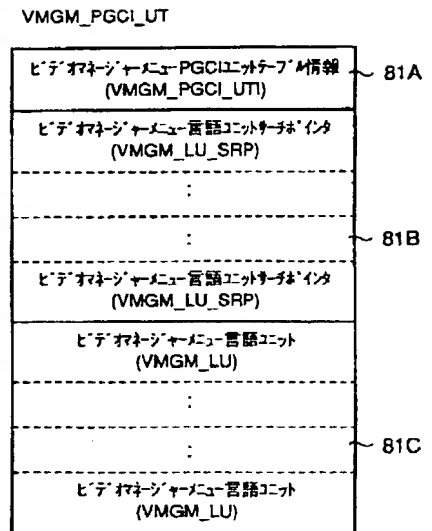 VMGM_PGCI_UT
ﾋﾞﾃﾞｵﾏﾈｰｼﾞｬｰﾒﾆｭｰPGCIﾕﾆｯﾄﾃｰﾌﾞﾙ情報
(VMGM_PGCI_UTI)
81A
ﾋﾞﾃﾞｵﾏﾈｰｼﾞｬｰﾒﾆｭｰ言語ﾕﾆｯﾄｻｰﾁﾎﾟｲﾝﾀ
(VMGM_LU_SRP)
:
:
81B
ﾋﾞﾃﾞｵﾏﾈｰｼﾞｬｰﾒﾆｭｰ言語ﾕﾆｯﾄｻｰﾁﾎﾟｲﾝﾀ
(VMGM_LU_SRP)
ﾋﾞﾃﾞｵﾏﾈｰｼﾞｬｰﾒﾆｭｰ言語ﾕﾆｯﾄ
(VMGM_LU)
:
:
81C
ﾋﾞﾃﾞｵﾏﾈｰｼﾞｬｰﾒﾆｭｰ言語ﾕﾆｯﾄ
(VMGM_LU)